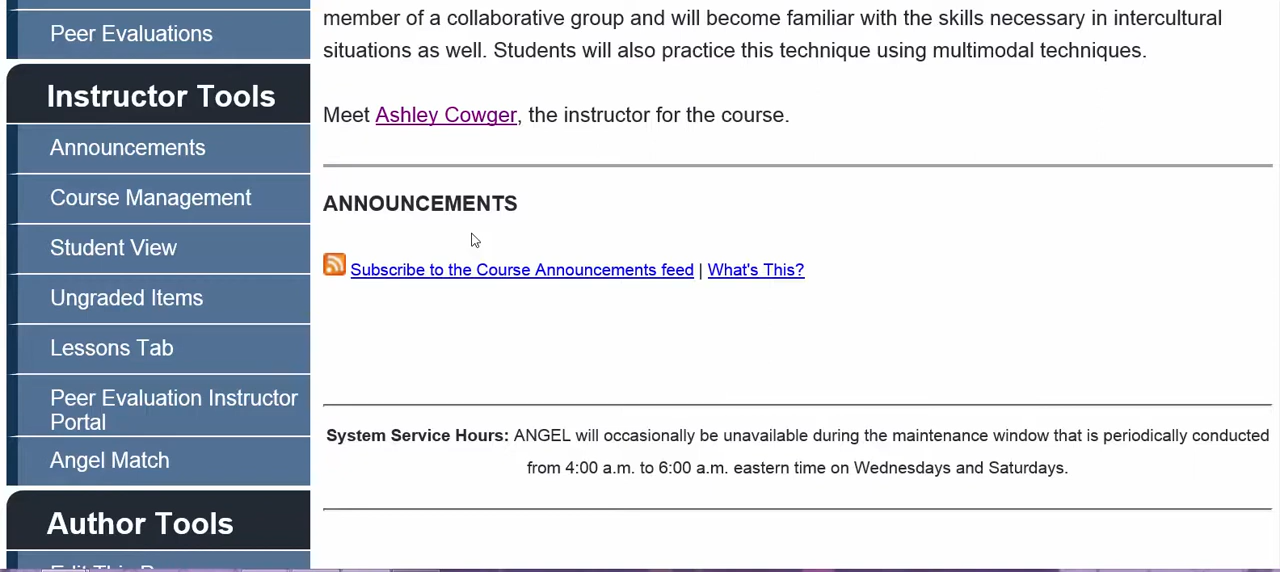 Peer Evaluations
Instructor Tools
Announcements
Course Management
Student View
Ungraded Items
Lessons Tab
Peer Evaluation Instructor
Portal
Angel Match
Author Tools
member of a collaborative group and will become familiar with the skills necessary in intercultural
situations as well. Students will also practice this technique using multimodal techniques.
Meet Ashley Cowger, the instructor for the course.
ANNOUNCEMENTS
Subscribe to the Course Announcements feed | What's This?
System Service Hours: ANGEL will occasionally be unavailable during the maintenance window that is periodically conducted
from 4:00 a.m. to 6:00 a.m. eastern time on Wednesdays and Saturdays.